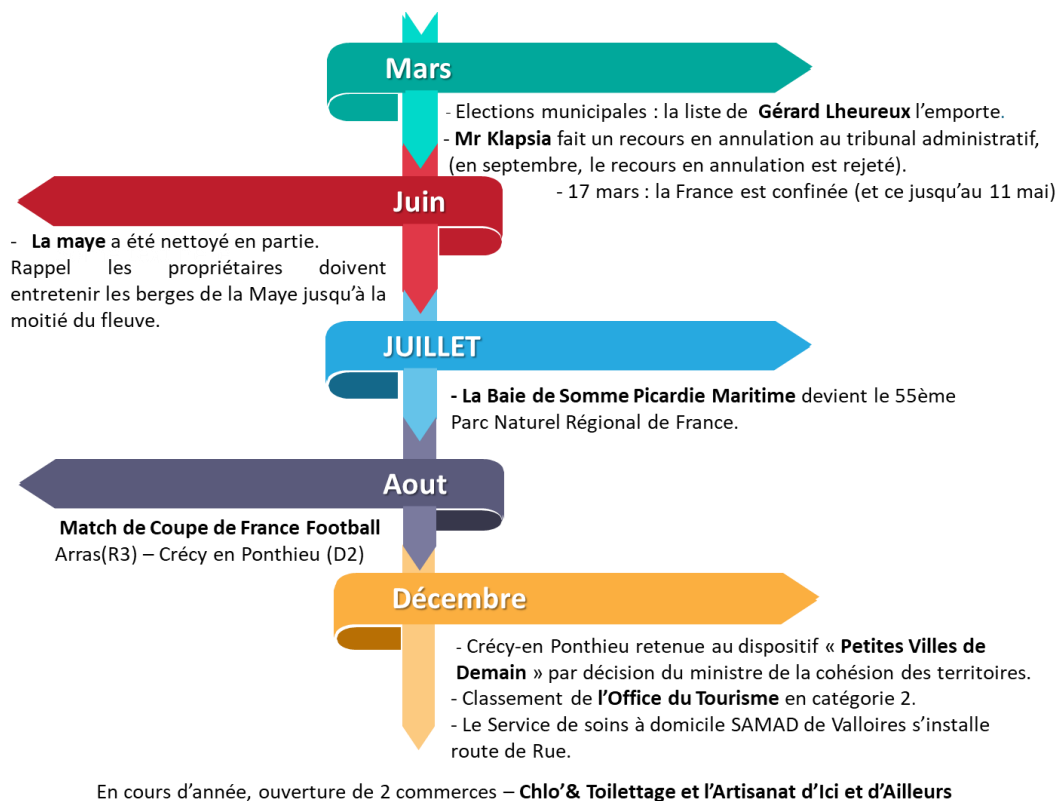 Mars
- Elections municipales : la liste de Gérard Lheureux l'emporte.
- Mr Klapsia fait un recours en annulation au tribunal administratif,
(en septembre, le recours en annulation est rejeté).
- 17 mars : la France est confinée (et ce jusqu'au 11 mai)
Juin
- La maye a été nettoyé en partie.
Rappel les propriétaires doivent
entretenir les berges de la Maye jusqu'à la
moitié du fleuve.
JUILLET
- La Baie de Somme Picardie Maritime devient le 55ème
Parc Naturel Régional de France.
Aout
Match de Coupe de France Football
Arras(R3) – Crécy en Ponthieu (D2)
Décembre
- Crécy-en Ponthieu retenue au dispositif « Petites Villes de
Demain » par décision du ministre de la cohésion des territoires.
- Classement de l'Office du Tourisme en catégorie 2.
- Le Service de soins à domicile SAMAD de Valloires s'installe
route de Rue.
En cours d'année, ouverture de 2 commerces – Chlo'& Toilettage et l'Artisanat d'Ici et d'Ailleurs